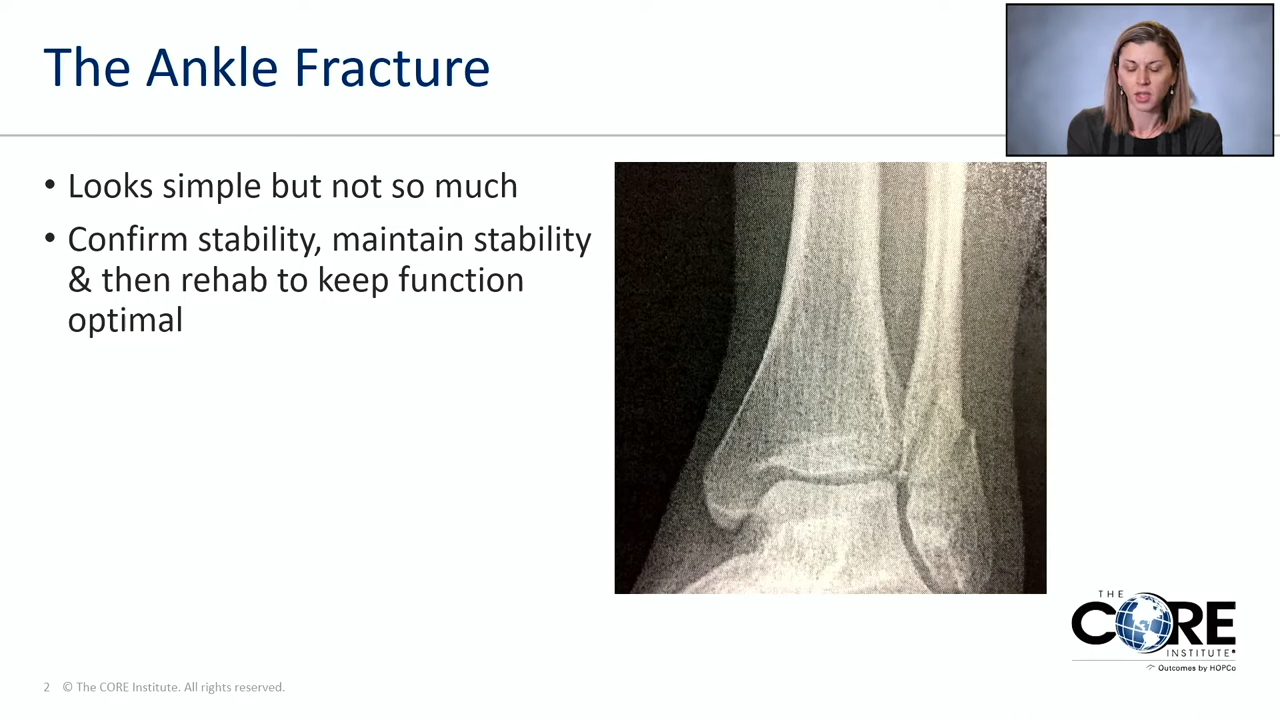 The Ankle Fracture
• Looks simple but not so much
• Confirm stability, maintain stability
& then rehab to keep function
optimal
THE
CORE
INSTITUTE
Outcomes by HOPCo
2 © The CORE Institute. All rights reserved.